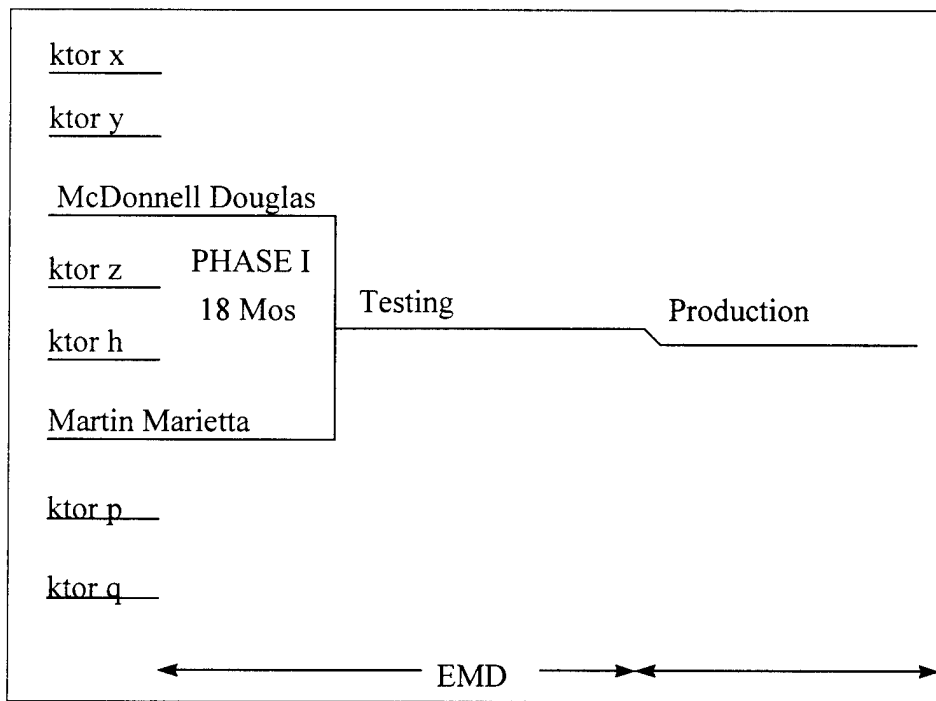 ktor x
ktor y
McDonnell Douglas
ktor z
PHASE I
18 Mos
ktor h
Testing
Production
Martin Marietta
ktor p
ktor q
EMD